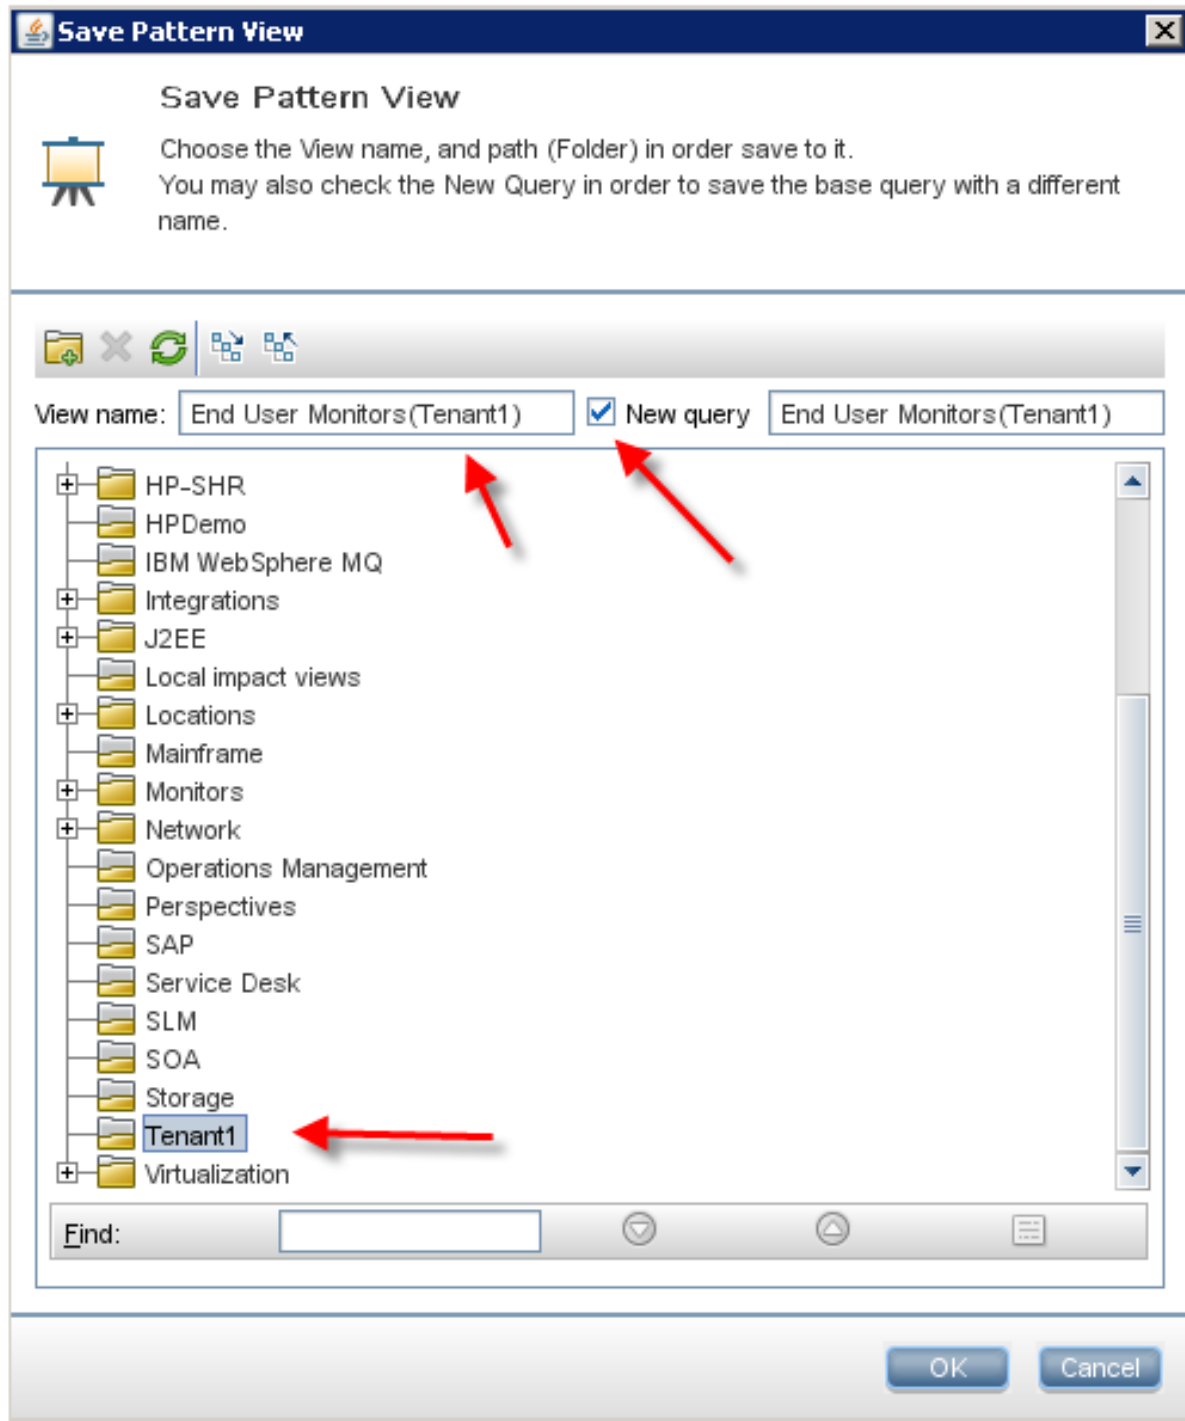 Save Pattern View
Save Pattern View
Choose the View name, and path (Folder) in order save to it.
You may also check the New Query in order to save the base query with a different
name.
View name: End User Monitors(Tenant1) New query End User Monitors(Tenant1)
HP-SHR
HPDemo
IBM WebSphere MQ
Integrations
J2EE
Local impact views
Locations
Mainframe
Monitors
Network
Operations Management
Perspectives
SAP
Service Desk
SLM
SOA
Storage
Tenant1
Virtualization
Find:
OK Cancel